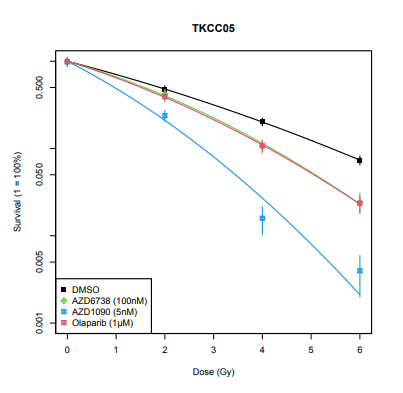 TKCC05
Survival (1 = 100%)
0.500
0.050
0.005
0.001
DMSO
AZD6738 (100nM)
AZD1090 (5nM)
Olaparib (1µM)
0 1 2 3 4 5 6
Dose (Gy)